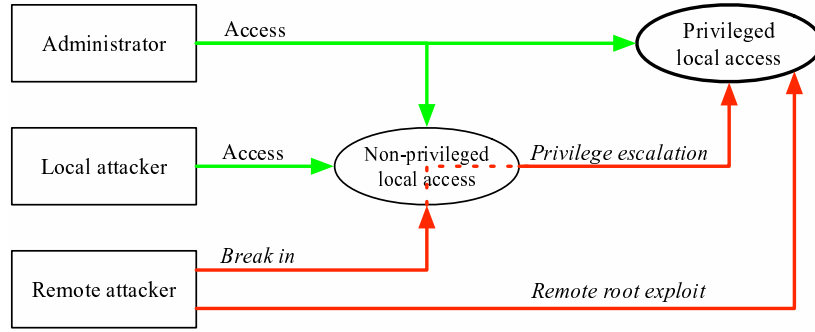 Administrator
Access
Privileged
local access
Local attacker
Access
Non-privileged
local access
Privilege escalation
Remote attacker
Break in
Remote root exploit